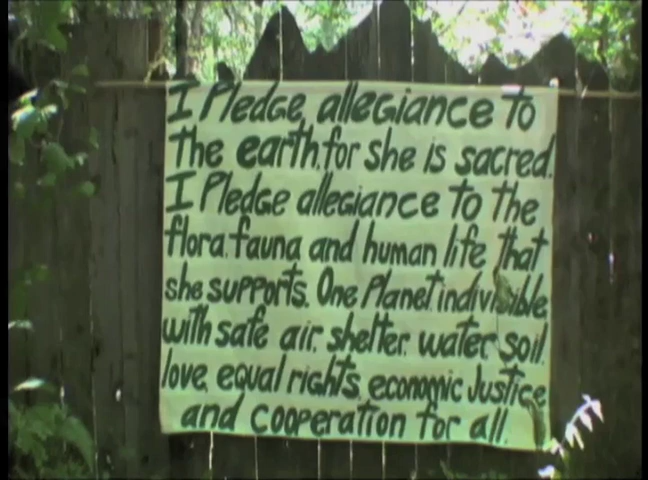 I Pledge allegiance to
the earth, for she is sacred.
I Pledge allegiance to the
flora, fauna and human life that
she supports. One Planet indivisible
with safe air, shelter, water, soil,
love, equal rights, economic Justice
and cooperation for all.